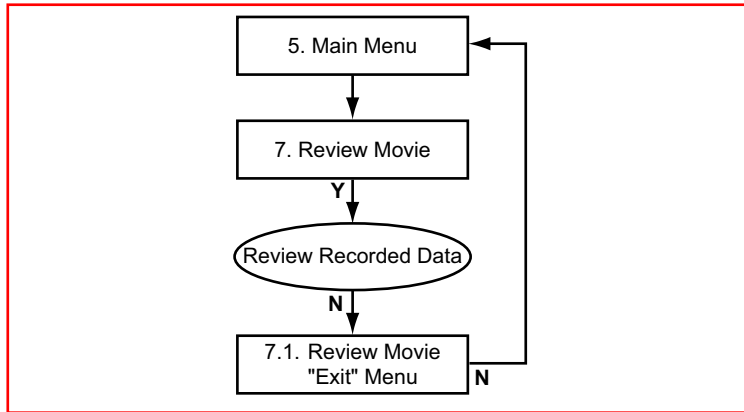 5. Main Menu
7. Review Movie
Y
Review Recorded Data
N
7.1. Review Movie
"Exit" Menu
N